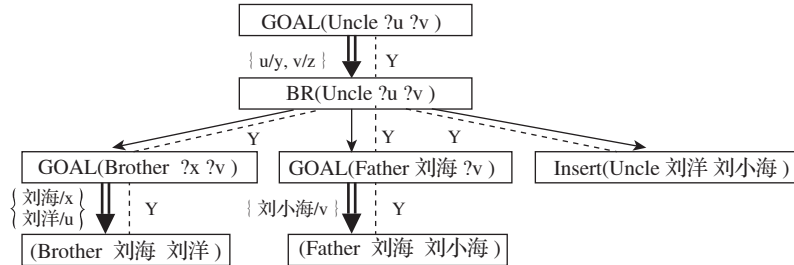 GOAL(Uncle ?u ?v )
{ u/y, v/z } Y
BR(Uncle ?u ?v )
Y Y Y
GOAL(Brother ?x ?v ) GOAL(Father 刘海 ?v ) Insert(Uncle 刘洋 刘小海 )
{ 刘海/x
刘洋/u } Y { 刘小海/v } Y
(Brother 刘海 刘洋 ) (Father 刘海 刘小海 )